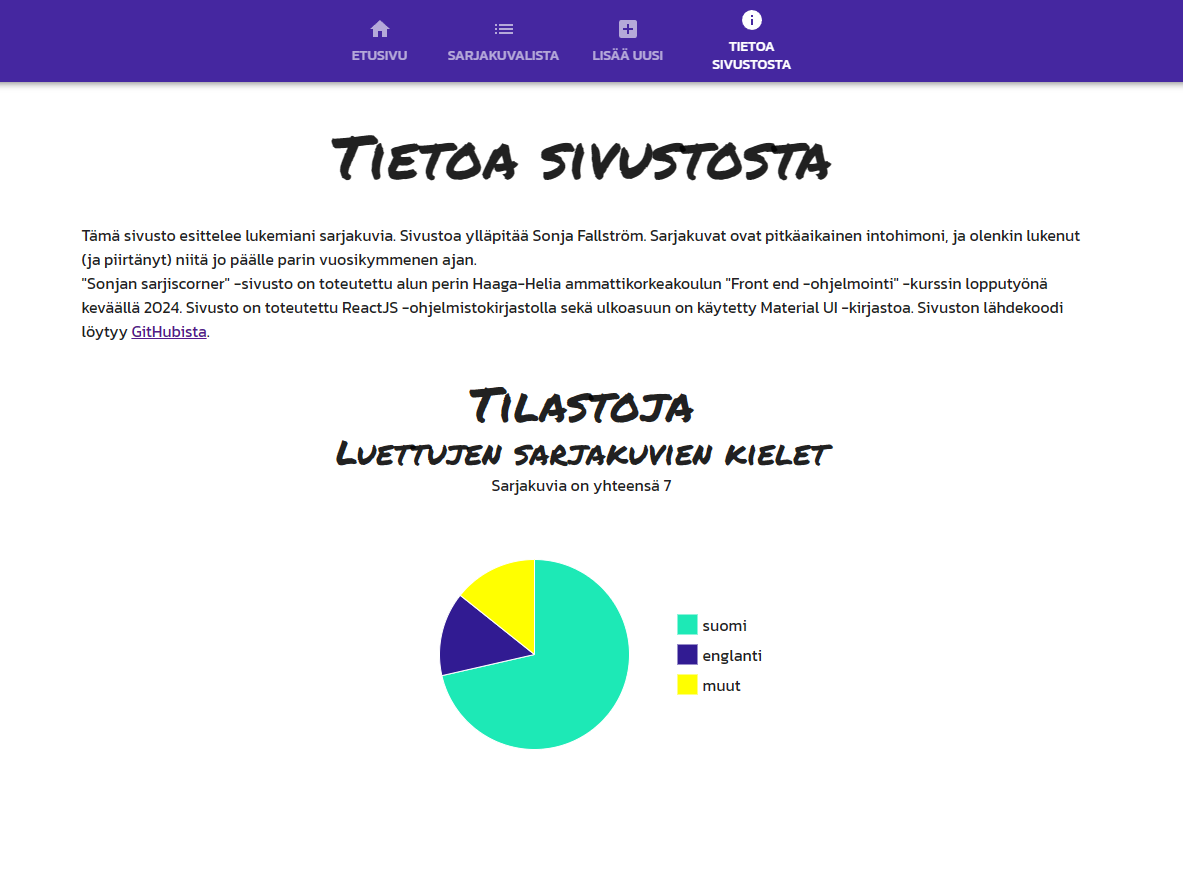 ETUSIVU
SARJAKUVALISTA
LISÄÄ UUSI
TIETOA
SIVUSTOSTA
Tietoa sivustosta
Tämä sivusto esittelee lukemiani sarjakuvia. Sivustoa ylläpitää Sonja Fallström. Sarjakuvat ovat pitkäaikainen intohimoni, ja olenkin lukenut
(ja piirtänyt) niitä jo päälle parin vuosikymmenen ajan.
"Sonjan sarjiscorner" -sivusto on toteutettu alun perin Haaga-Helia ammattikorkeakoulun "Front end -ohjelmointi" -kurssin lopputyönä
keväällä 2024. Sivusto on toteutettu ReactJS -ohjelmistokirjastolla sekä ulkoasuun on käytetty Material UI -kirjastoa. Sivuston lähdekoodi
löytyy GitHubista.
Tilastoja
Luettujen sarjakuvien kielet
Sarjakuvia on yhteensä 7
suomi
englanti
muut